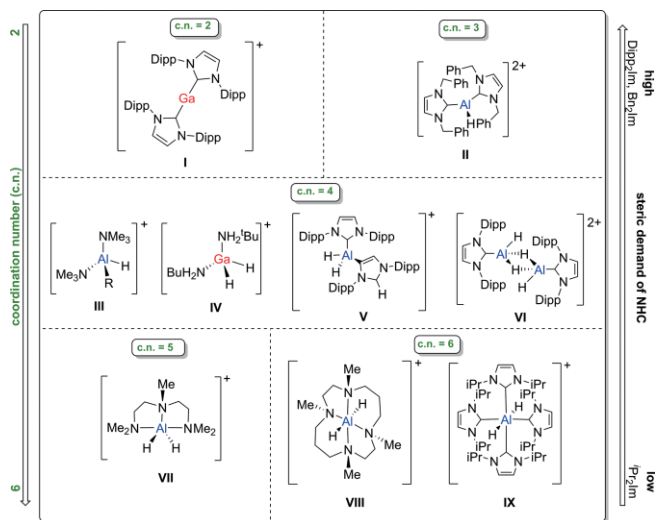 c.n. = 2
c.n. = 3
2
coordination number (c.n.)
6
high
Dipp₂Im, Bn₂Im
steric demand of NHC
low
ⁱPr₂Im
+
Dipp
N
N
Dipp
Ga
Dipp
N
N
Dipp
I
2+
Ph
Ph
N
N
N
Al
N
H
Ph
Ph
II
c.n. = 4
+
NMe₃
Al
H
Me₃N
R
III
+
NH₂ᵗBu
Ga
H
BuH₂N
H
IV
+
Dipp
N
N
Dipp
H
Al
H
N
Dipp
N
Dipp
H
V
2+
Dipp
N
H
H
Dipp
N
Al
H
Al
N
Dipp
H
N
Dipp
VI
c.n. = 5
c.n. = 6
+
Me
N
Me₂N
Al
NMe₂
H
H
VII
+
Me
N
H
Me
N
Al
N
H
N
Me
Me
VIII
+
iPr
N
N
iPr
iPr
iPr
N
H
N
Al
N
H
N
iPr
iPr
iPr
N
N
iPr
IX